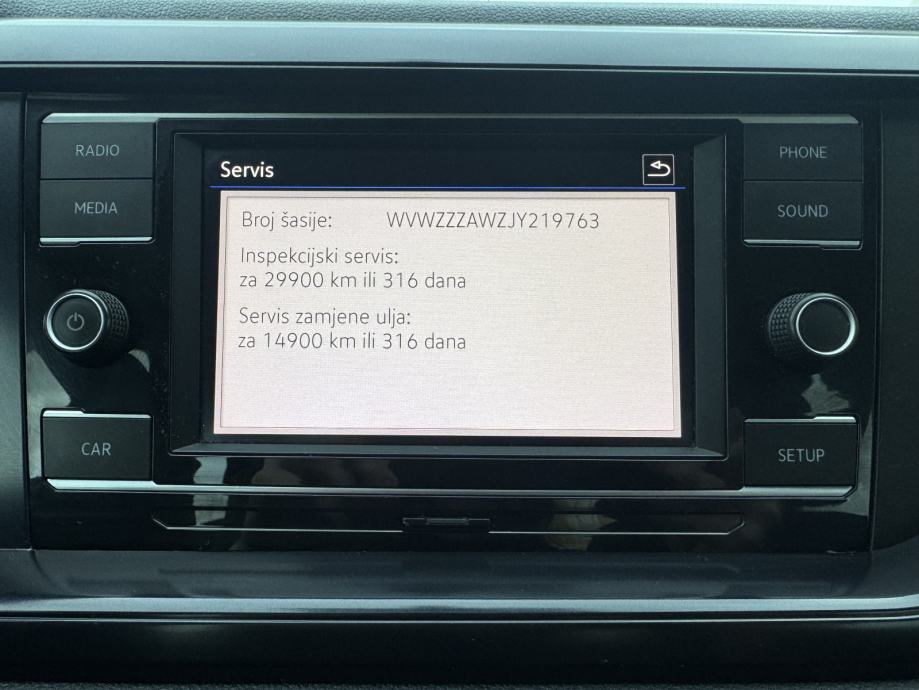 RADIO
MEDIA
CAR
Servis
Broj šasije: WVWZZZAWZJY219763
Inspekcijski servis:
za 29900 km ili 316 dana
Servis zamjene ulja:
za 14900 km ili 316 dana
PHONE
SOUND
SETUP